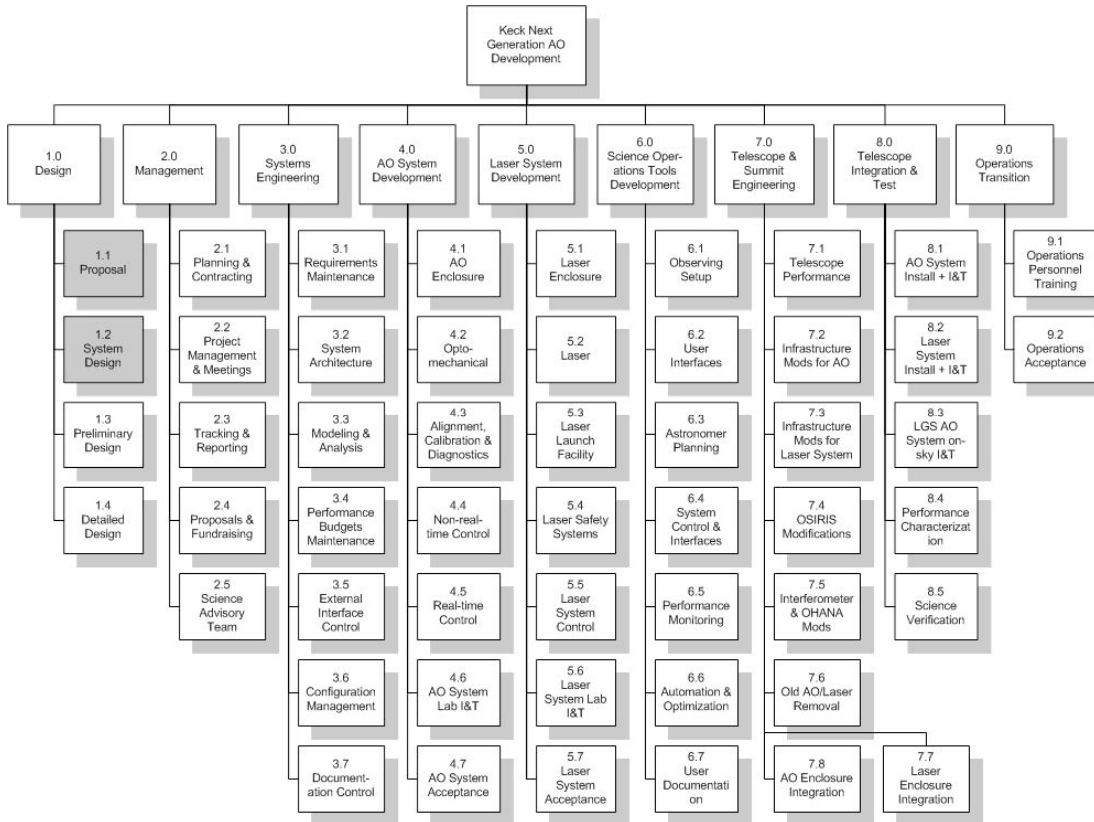 Keck Next
Generation AO
Development
1.0
Design
2.0
Management
3.0
Systems
Engineering
4.0
AO System
Development
5.0
Laser System
Development
6.0
Science Oper-
ations Tools
Development
7.0
Telescope &
Summit
Engineering
8.0
Telescope
Integration &
Test
9.0
Operations
Transition
1.1
Proposal
1.2
System
Design
1.3
Preliminary
Design
1.4
Detailed
Design
2.1
Planning &
Contracting
2.2
Project
Management
& Meetings
2.3
Tracking &
Reporting
2.4
Proposals &
Fundraising
2.5
Science
Advisory
Team
3.1
Requirements
Maintenance
3.2
System
Architecture
3.3
Modeling &
Analysis
3.4
Performance
Budgets
Maintenance
3.5
External
Interface
Control
3.6
Configuration
Management
3.7
Document-
ation Control
4.1
AO
Enclosure
4.2
Opto-
mechanical
4.3
Alignment,
Calibration &
Diagnostics
4.4
Non-real-
time Control
4.5
Real-time
Control
4.6
AO System
Lab I&T
4.7
AO System
Acceptance
5.1
Laser
Enclosure
5.2
Laser
5.3
Laser
Launch
Facility
5.4
Laser Safety
Systems
5.5
Laser
System
Control
5.6
Laser
System Lab
I&T
5.7
Laser
System
Acceptance
6.1
Observing
Setup
6.2
User
Interfaces
6.3
Astronomer
Planning
6.4
System
Control &
Interfaces
6.5
Performance
Monitoring
6.6
Automation &
Optimization
6.7
User
Documentati
on
7.1
Telescope
Performance
7.2
Infrastructure
Mods for AO
7.3
Infrastructure
Mods for
Laser System
7.4
OSIRIS
Modifications
7.5
Interferometer
& OHANA
Mods
7.6
Old AO/Laser
Removal
7.8
AO Enclosure
Integration
7.7
Laser
Enclosure
Integration
8.1
AO System
Install + I&T
8.2
Laser
System
Install + I&T
8.3
LGS AO
System on-
sky I&T
8.4
Performance
Characterizat
ion
8.5
Science
Verification
9.1
Operations
Personnel
Training
9.2
Operations
Acceptance